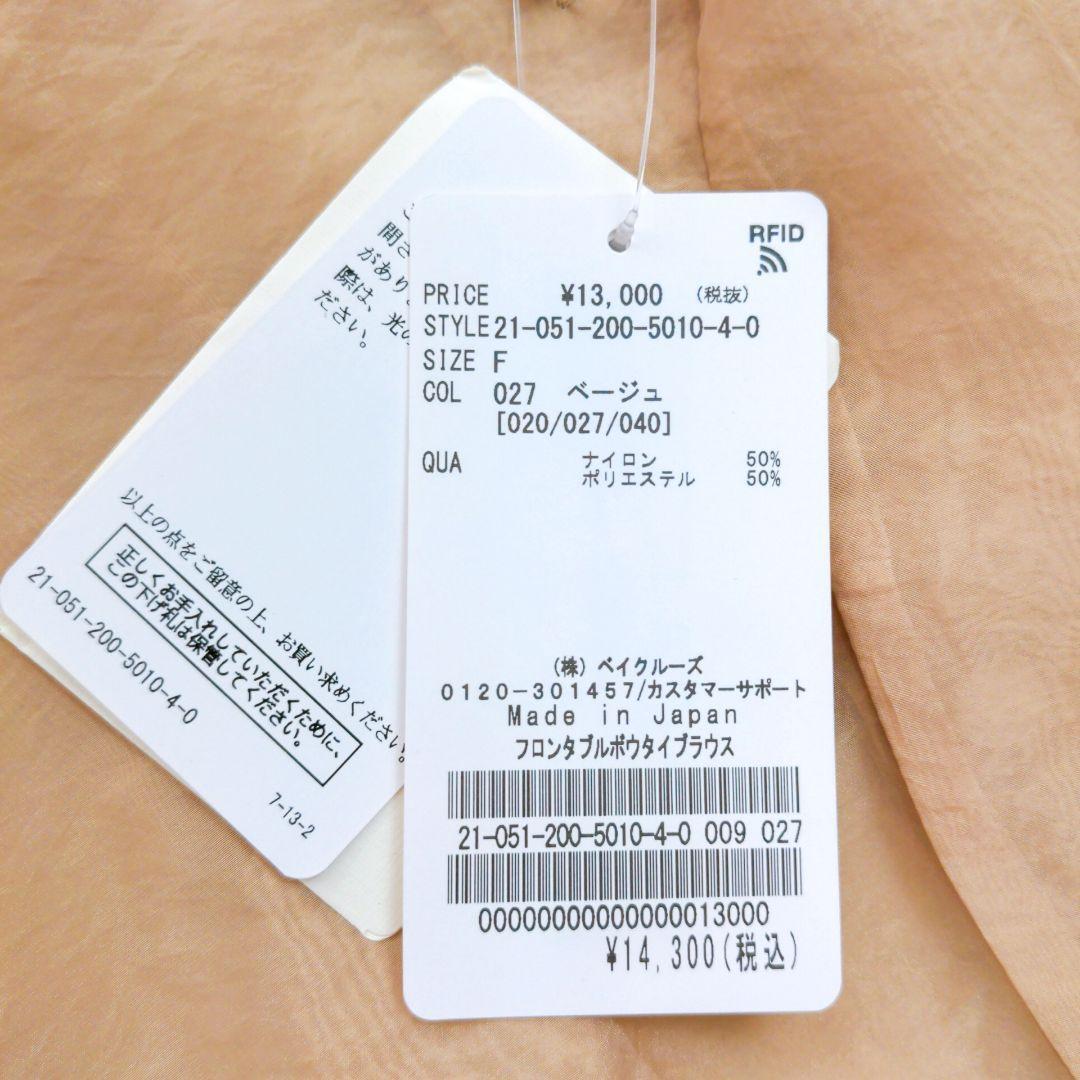 RFID
PRICE ¥13,000 (税抜)
STYLE 21-051-200-5010-4-0
SIZE F
COL 027 ベージュ
[020/027/040]
QUA ナイロン 50%
ポリエステル 50%
(株) ベイクルーズ
0120-301457/カスタマーサポート
Made in Japan
フロンタブルボウタイブラウス
21-051-200-5010-4-0 009 027
00000000000000013000
¥14,300(税込)
間さ
があり
際は、光の
ださい。
以上の点をご留意の上、お買い求めください。
正しくお手入れしていただくために、
この下げ札は保管してください。
21-051-200-5010-4-0
7-13-2